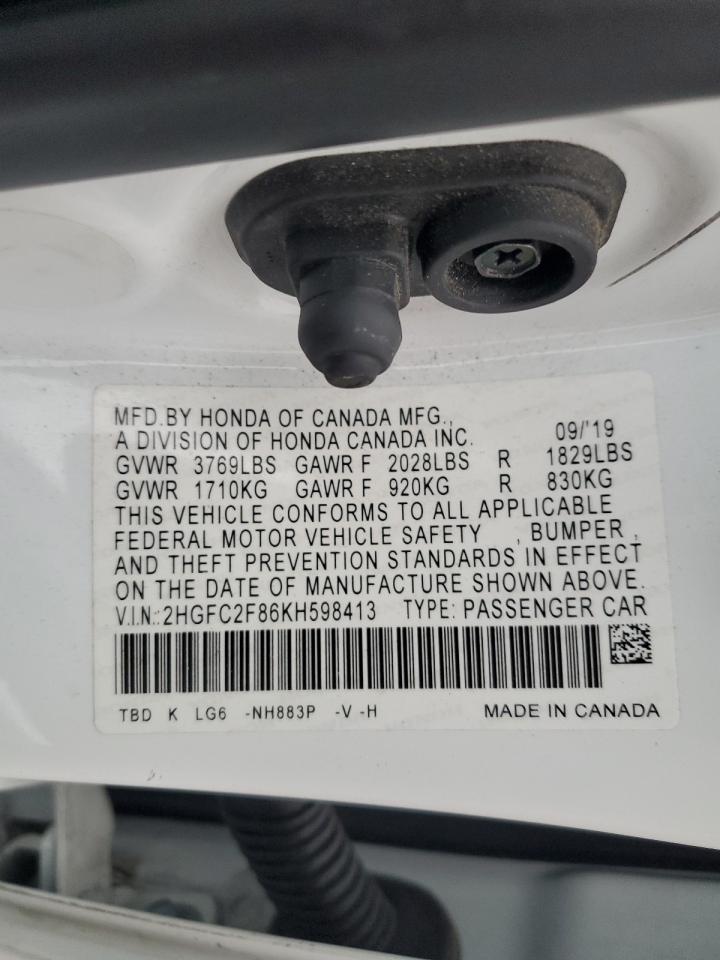 MFD.BY HONDA OF CANADA MFG.,
A DIVISION OF HONDA CANADA INC. 09/'19
GVWR 3769LBS GAWR F 2028LBS R 1829LBS
GVWR 1710KG GAWR F 920KG R 830KG
THIS VEHICLE CONFORMS TO ALL APPLICABLE
FEDERAL MOTOR VEHICLE SAFETY , BUMPER ,
AND THEFT PREVENTION STANDARDS IN EFFECT
ON THE DATE OF MANUFACTURE SHOWN ABOVE.
V.I.N.:2HGFC2F86KH598413 TYPE: PASSENGER CAR
TBD K LG6 -NH883P -V -H MADE IN CANADA